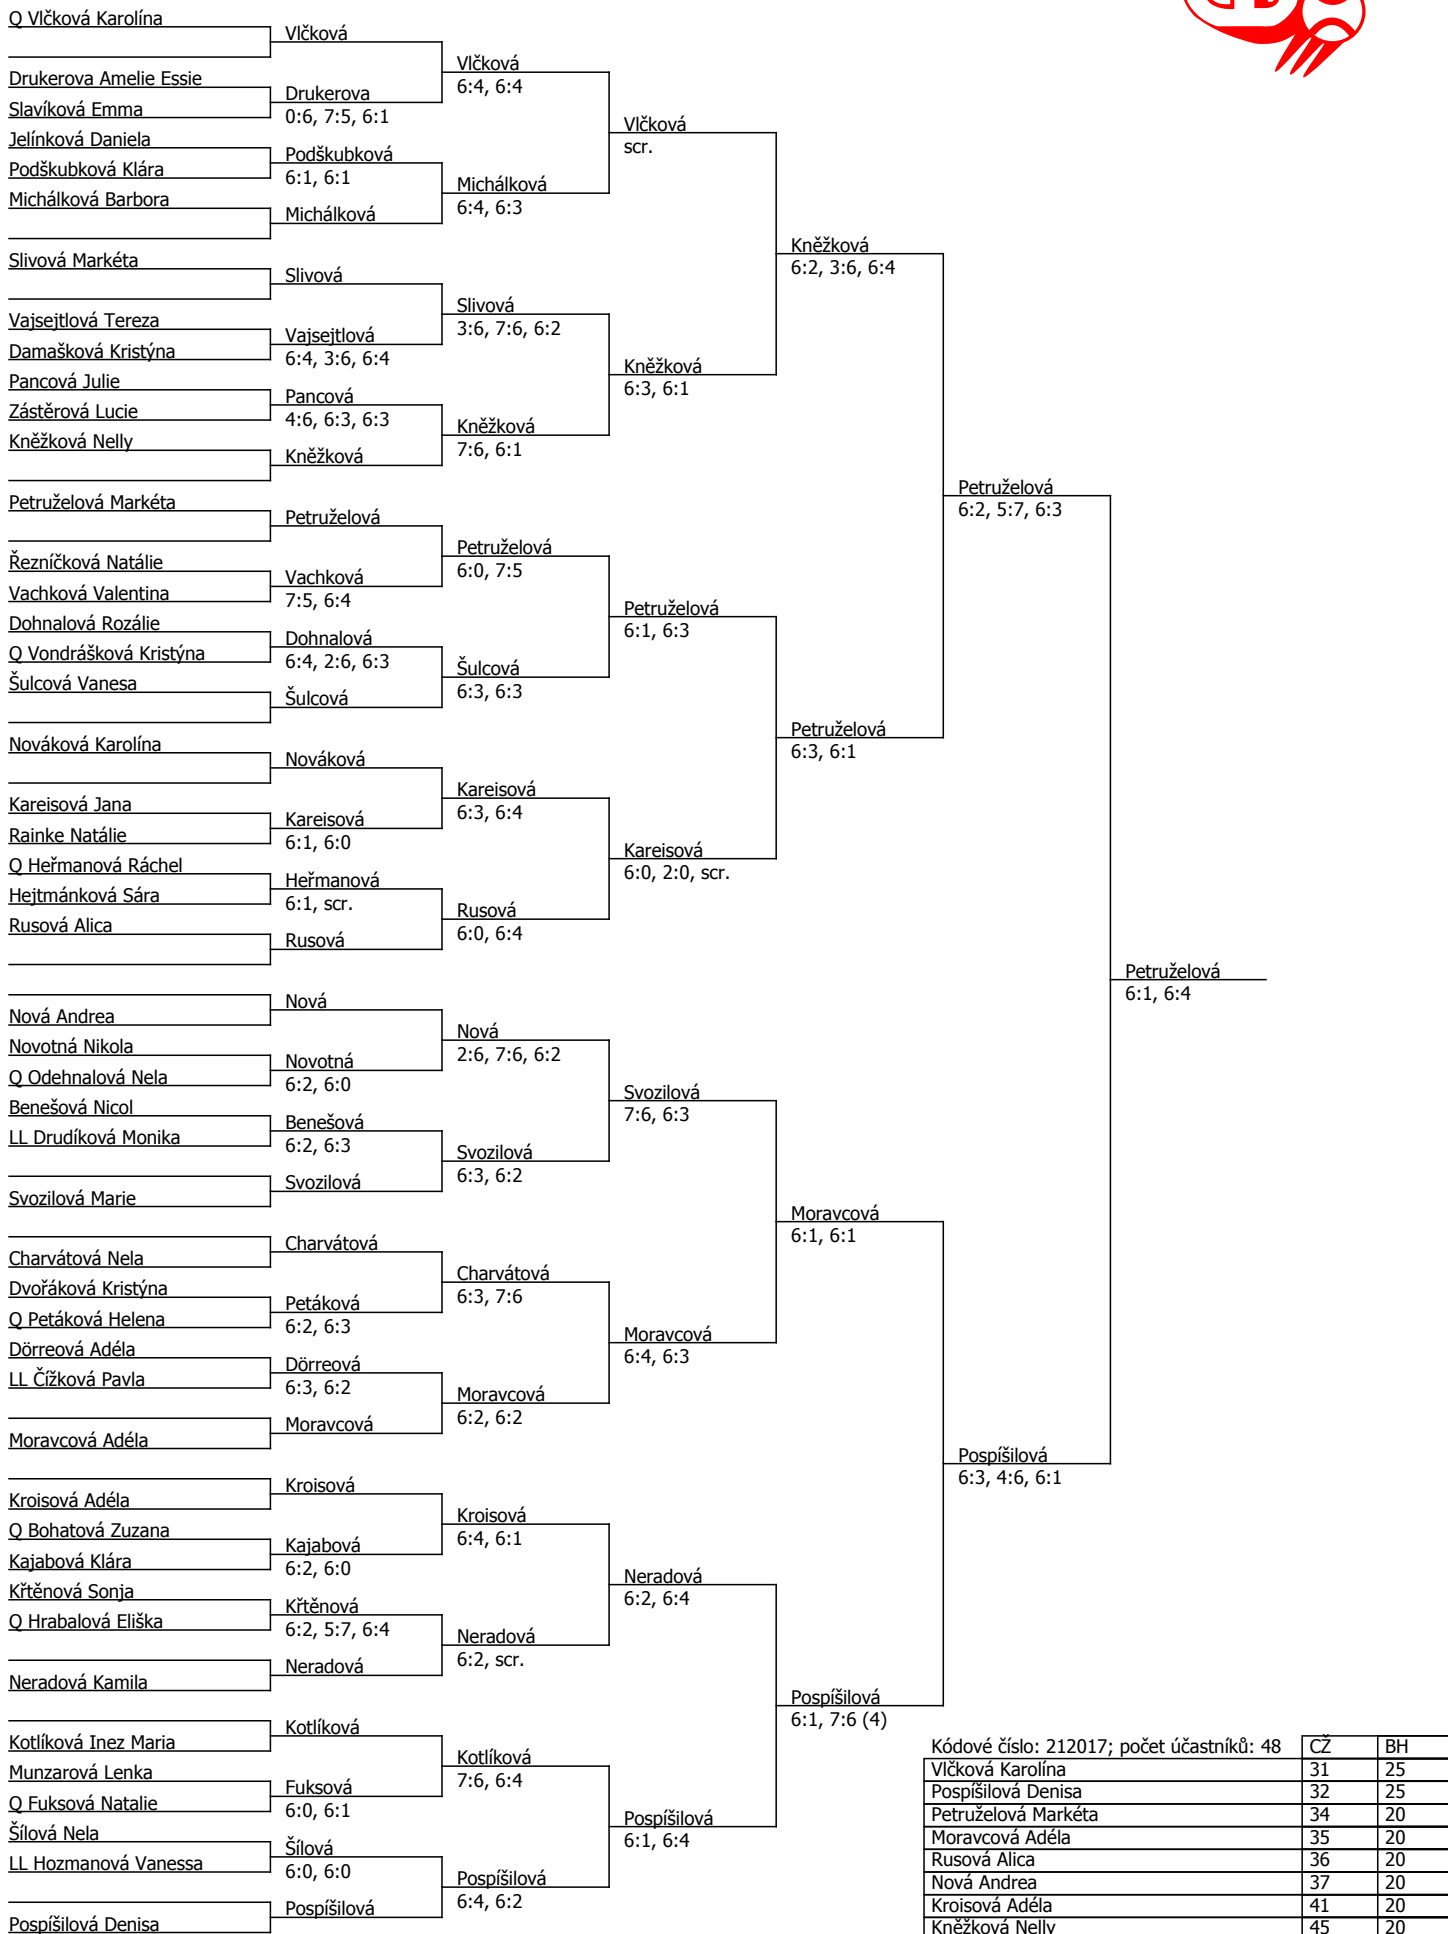 Q Vlčková Karolína
Drukerova Amelie Essie
Slavíková Emma
Jelínková Daniela
Podškubková Klára
Michálková Barbora
Slivová Markéta
Vajsejtlová Tereza
Damašková Kristýna
Pancová Julie
Zástěrová Lucie
Kněžková Nelly
Petruželová Markéta
Řezníčková Natálie
Vachková Valentina
Dohnalová Rozálie
Q Vondrášková Kristýna
Šulcová Vanesa
Nováková Karolína
Kareisová Jana
Rainke Natálie
Q Heřmanová Ráchel
Hejtmánková Sára
Rusová Alica
Nová Andrea
Novotná Nikola
Q Odehnalová Nela
Benešová Nicol
LL Drudíková Monika
Svozilová Marie
Charvátová Nela
Dvořáková Kristýna
Q Petáková Helena
Dörreová Adéla
LL Čížková Pavla
Moravcová Adéla
Kroisová Adéla
Q Bohatová Zuzana
Kajabová Klára
Křtěnová Sonja
Q Hrabalová Eliška
Neradová Kamila
Kotlíková Inez Maria
Munzarová Lenka
Q Fuksová Natalie
Šílová Nela
LL Hozmanová Vanessa
Pospíšilová Denisa
Vlčková
Drukerova
0:6, 7:5, 6:1
Podškubková
6:1, 6:1
Michálková
Slivová
Vajsejtlová
6:4, 3:6, 6:4
Pancová
4:6, 6:3, 6:3
Kněžková
Petruželová
Vachková
7:5, 6:4
Dohnalová
6:4, 2:6, 6:3
Šulcová
Nováková
Kareisová
6:1, 6:0
Heřmanová
6:1, scr.
Rusová
Nová
Novotná
6:2, 6:0
Benešová
6:2, 6:3
Svozilová
Charvátová
Petáková
6:2, 6:3
Dörreová
6:3, 6:2
Moravcová
Kroisová
Kajabová
6:2, 6:0
Křtěnová
6:2, 5:7, 6:4
Neradová
Kotlíková
Fuksová
6:0, 6:1
Šílová
6:0, 6:0
Pospíšilová
Vlčková
6:4, 6:4
Michálková
6:4, 6:3
Slivová
3:6, 7:6, 6:2
Kněžková
7:6, 6:1
Petruželová
6:0, 7:5
Šulcová
6:3, 6:3
Kareisová
6:3, 6:4
Rusová
6:0, 6:4
Nová
2:6, 7:6, 6:2
Svozilová
6:3, 6:2
Charvátová
6:3, 7:6
Moravcová
6:2, 6:2
Kroisová
6:4, 6:1
Neradová
6:2, scr.
Kotlíková
7:6, 6:4
Pospíšilová
6:4, 6:2
Vlčková
scr.
Kněžková
6:3, 6:1
Petruželová
6:1, 6:3
Kareisová
6:0, 2:0, scr.
Svozilová
7:6, 6:3
Moravcová
6:4, 6:3
Neradová
6:2, 6:4
Pospíšilová
6:1, 6:4
Kněžková
6:2, 3:6, 6:4
Petruželová
6:3, 6:1
Moravcová
6:1, 6:1
Pospíšilová
6:1, 7:6 (4)
Petruželová
6:2, 5:7, 6:3
Pospíšilová
6:3, 4:6, 6:1
Petruželová
6:1, 6:4
Kódové číslo: 212017; počet účastníků: 48 CŽ BH
Vlčková Karolína 31 25
Pospíšilová Denisa 32 25
Petruželová Markéta 34 20
Moravcová Adéla 35 20
Rusová Alica 36 20
Nová Andrea 37 20
Kroisová Adéla 41 20
Kněžková Nelly 45 20